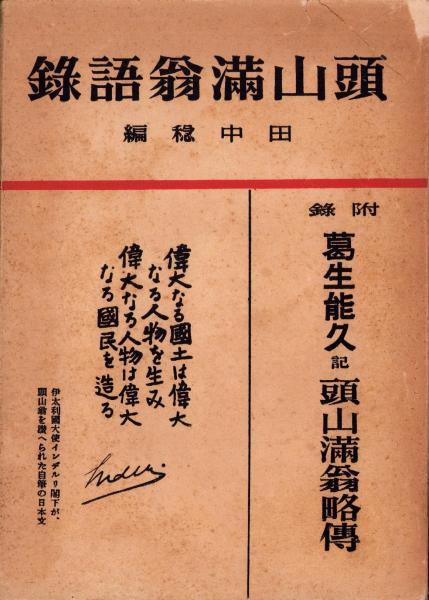 頭山滿翁語錄
田中稔編
附錄
葛生能久記 頭山滿翁略傳
偉大なる國土は偉大
なる人物を生み
偉大なる人物は偉大
なる國民を造る
伊太利國大使インデルリ閣下が、
頭山翁を讃へられた自筆の日本文